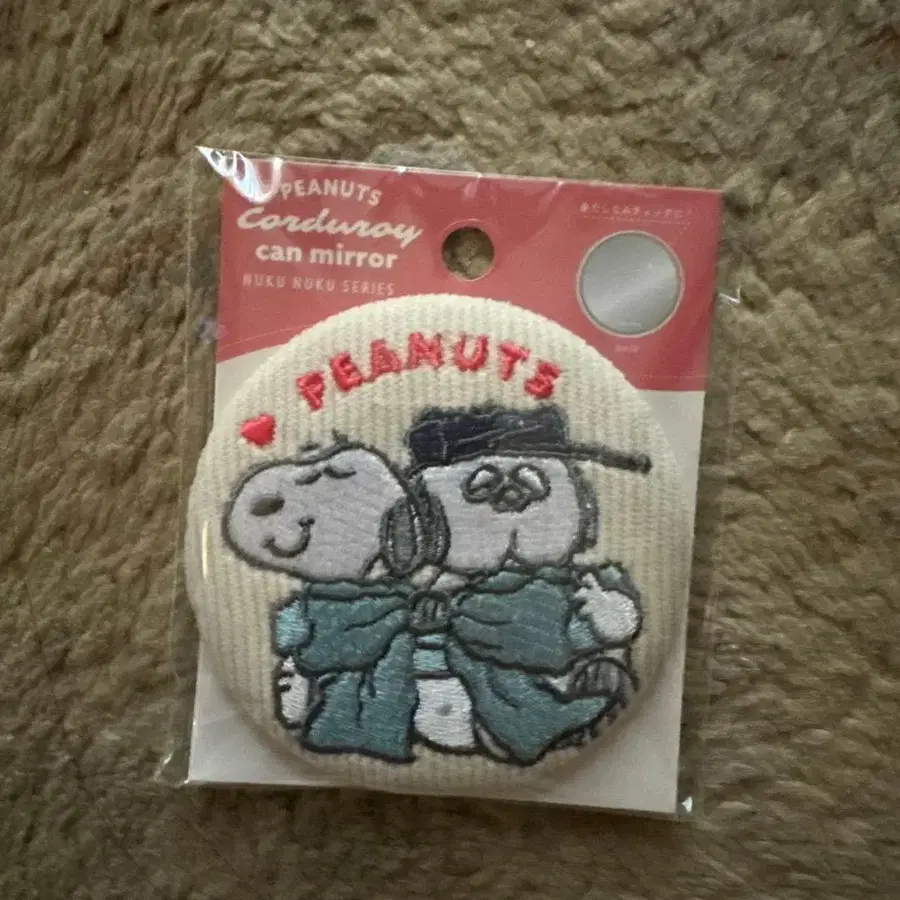 PEANUTS
Corduroy
can mirror
NUKU NUKU SERIES
PEANUTS